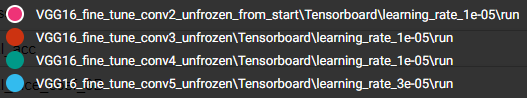 VGG16_fine_tune_conv2_unfrozen_from_start\Tensorboard\learning_rate_1e-05\run
VGG16_fine_tune_conv3_unfrozen\Tensorboard\learning_rate_1e-05\run
VGG16_fine_tune_conv4_unfrozen\Tensorboard\learning_rate_1e-05\run
VGG16_fine_tune_conv5_unfrozen\Tensorboard\learning_rate_3e-05\run